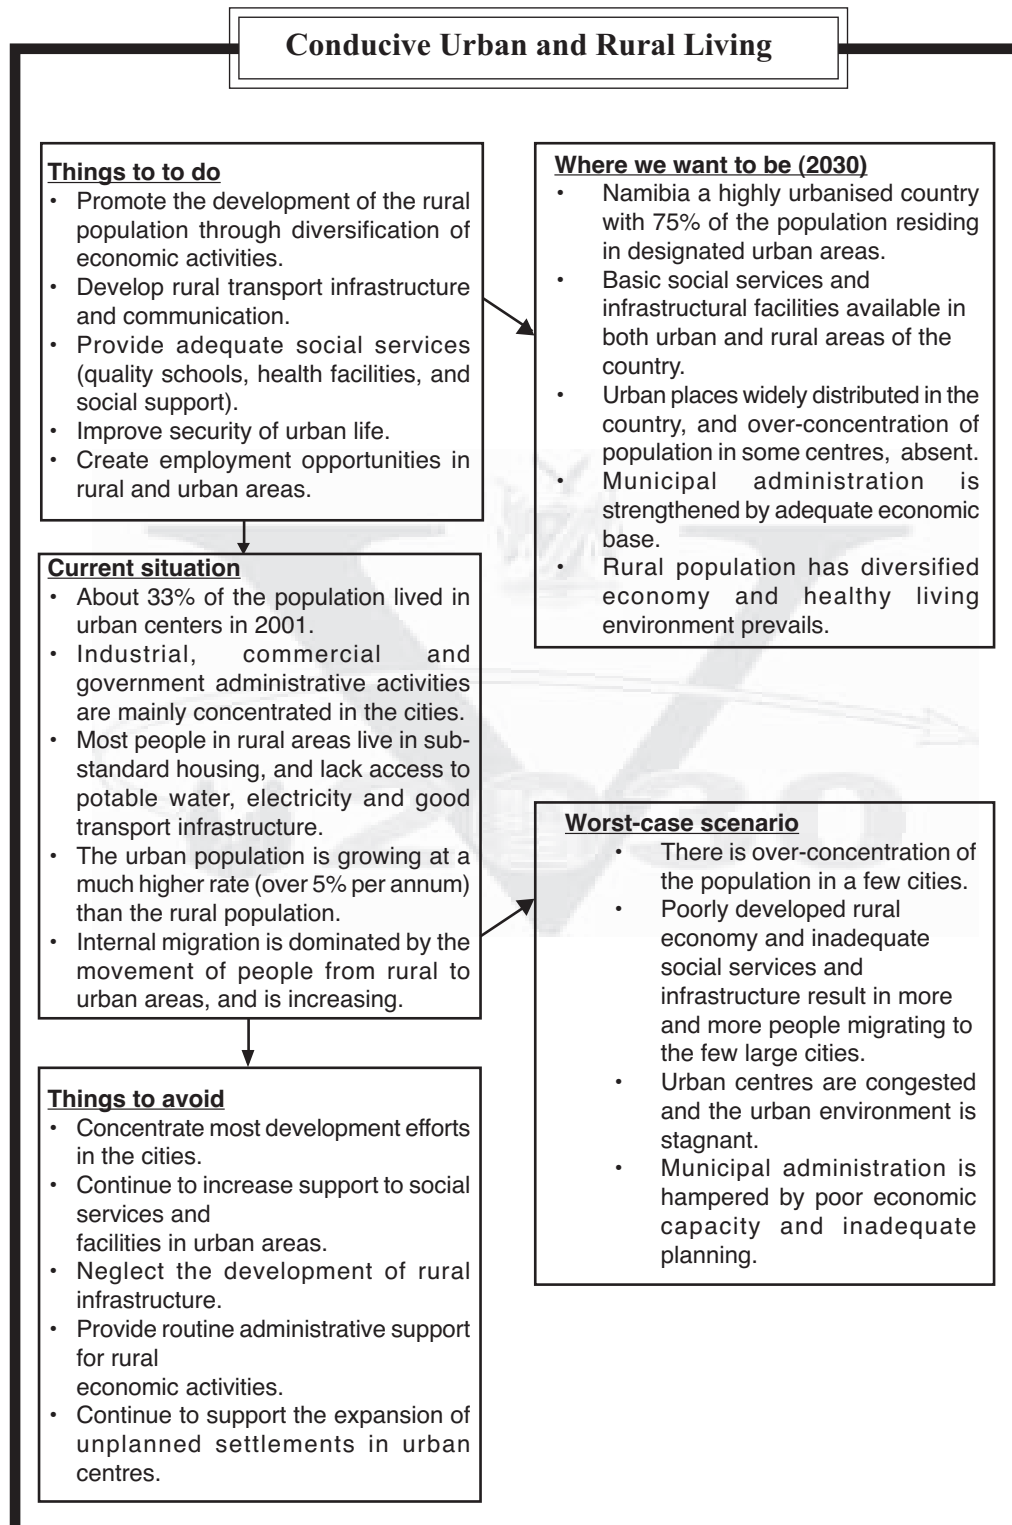 Conducive Urban and Rural Living
Things to to do
• Promote the development of the rural
population through diversification of
economic activities.
• Develop rural transport infrastructure
and communication.
• Provide adequate social services
(quality schools, health facilities, and
social support).
• Improve security of urban life.
• Create employment opportunities in
rural and urban areas.
Where we want to be (2030)
• Namibia a highly urbanised country
with 75% of the population residing
in designated urban areas.
• Basic social services and
infrastructural facilities available in
both urban and rural areas of the
country.
• Urban places widely distributed in the
country, and over-concentration of
population in some centres, absent.
• Municipal administration is
strengthened by adequate economic
base.
• Rural population has diversified
economy and healthy living
environment prevails.
Current situation
• About 33% of the population lived in
urban centers in 2001.
• Industrial, commercial and
government administrative activities
are mainly concentrated in the cities.
• Most people in rural areas live in sub-
standard housing, and lack access to
potable water, electricity and good
transport infrastructure.
• The urban population is growing at a
much higher rate (over 5% per annum)
than the rural population.
• Internal migration is dominated by the
movement of people from rural to
urban areas, and is increasing.
Worst-case scenario
• There is over-concentration of
the population in a few cities.
• Poorly developed rural
economy and inadequate
social services and
infrastructure result in more
and more people migrating to
the few large cities.
• Urban centres are congested
and the urban environment is
stagnant.
• Municipal administration is
hampered by poor economic
capacity and inadequate
planning.
Things to avoid
• Concentrate most development efforts
in the cities.
• Continue to increase support to social
services and
facilities in urban areas.
• Neglect the development of rural
infrastructure.
• Provide routine administrative support
for rural
economic activities.
• Continue to support the expansion of
unplanned settlements in urban
centres.
V
2030